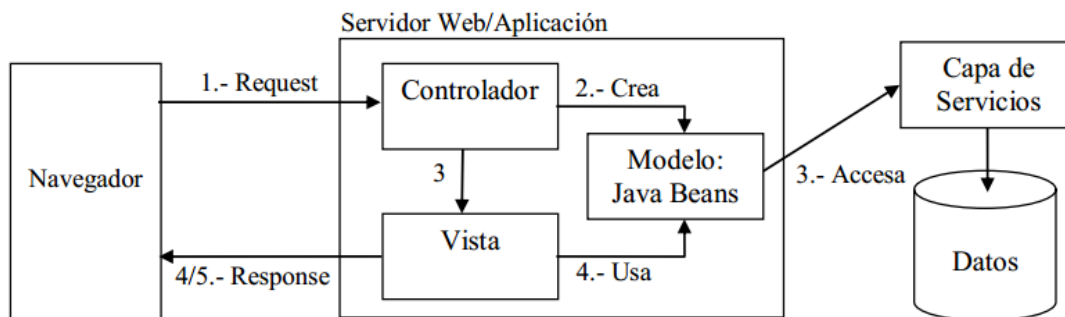 Servidor Web/Aplicación
Navegador
1.- Request
Controlador
2.- Crea
3
Modelo:
Java Beans
Vista
4/5.- Response
4.- Usa
3.- Accesa
Capa de
Servicios
Datos